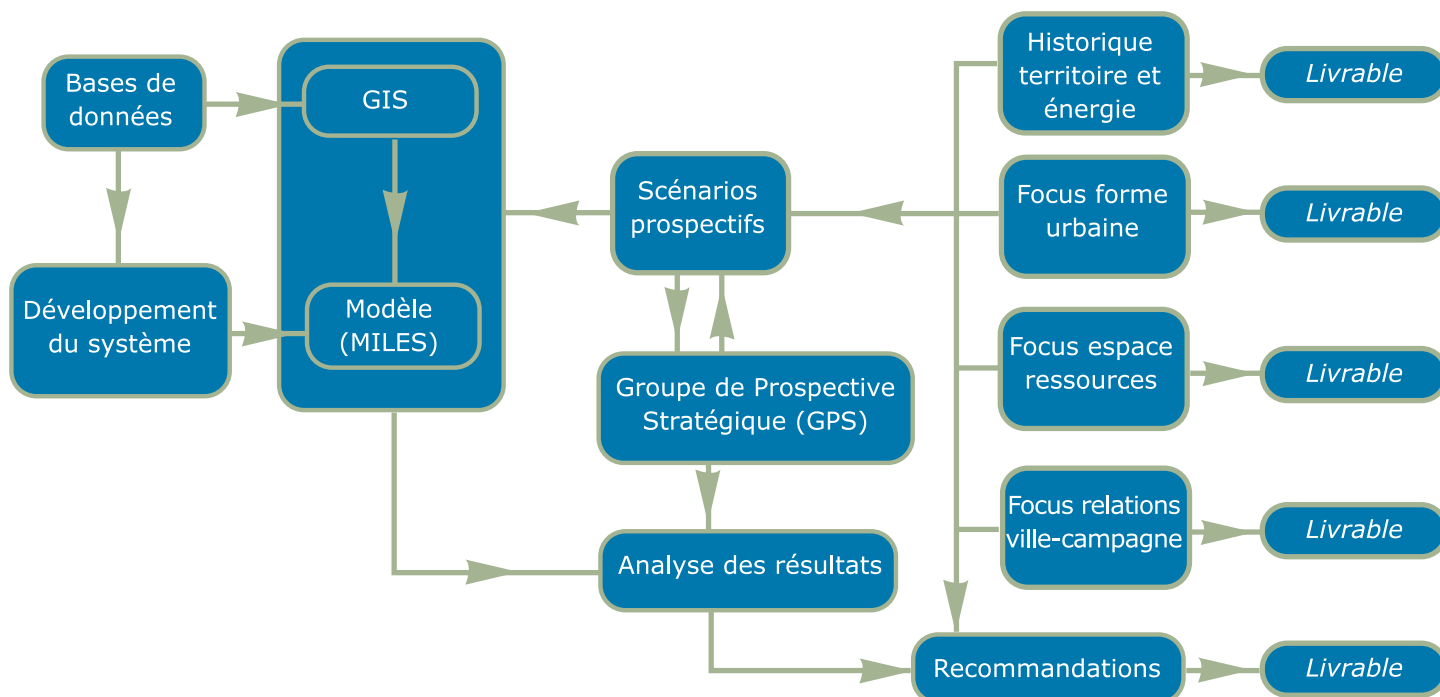 Bases de
données
GIS
Développement
du système
Modèle
(MILES)
Scénarios
prospectifs
Groupe de Prospective
Stratégique (GPS)
Analyse des résultats
Historique
territoire et
énergie
Livrable
Focus forme
urbaine
Livrable
Focus espace
ressources
Livrable
Focus relations
ville-campagne
Livrable
Recommandations
Livrable